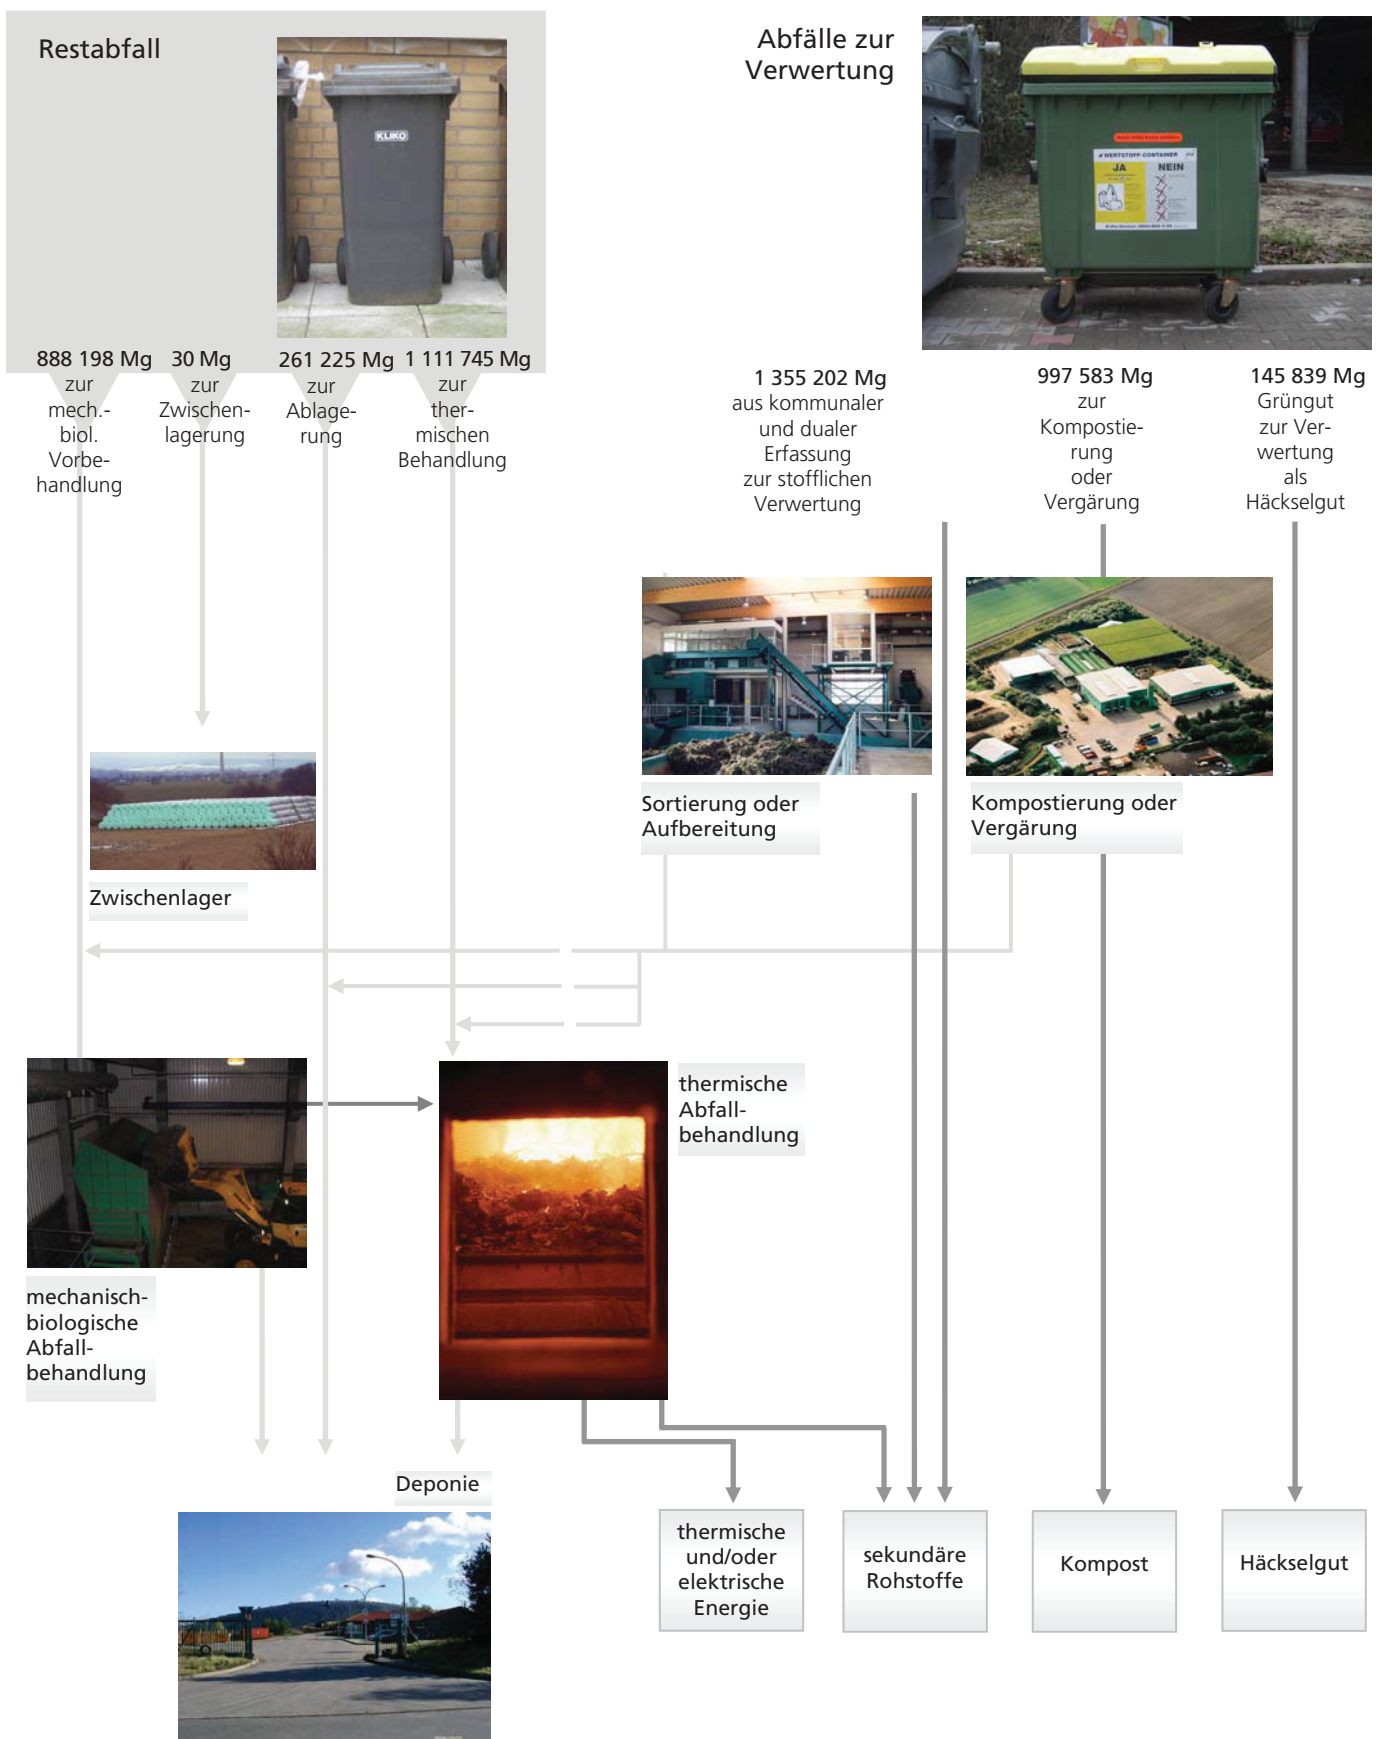 Restabfall
KLIKO
888 198 Mg
zur
mech.-
biol.
Vorbe-
handlung
30 Mg
zur
Zwischen-
lagerung
261 225 Mg
zur
Ablage-
rung
1 111 745 Mg
zur
ther-
mischen
Behandlung
Abfälle zur
Verwertung
WERTSTOFF-CONTAINER
JA
NEIN
1 355 202 Mg
aus kommunaler
und dualer
Erfassung
zur stofflichen
Verwertung
997 583 Mg
zur
Kompostie-
rung
oder
Vergärung
145 839 Mg
Grüngut
zur Ver-
wertung
als
Häckselgut
Sortierung oder
Aufbereitung
Kompostierung oder
Vergärung
Zwischenlager
thermische
Abfall-
behandlung
mechanisch-
biologische
Abfall-
behandlung
Deponie
thermische
und/oder
elektrische
Energie
sekundäre
Rohstoffe
Kompost
Häckselgut